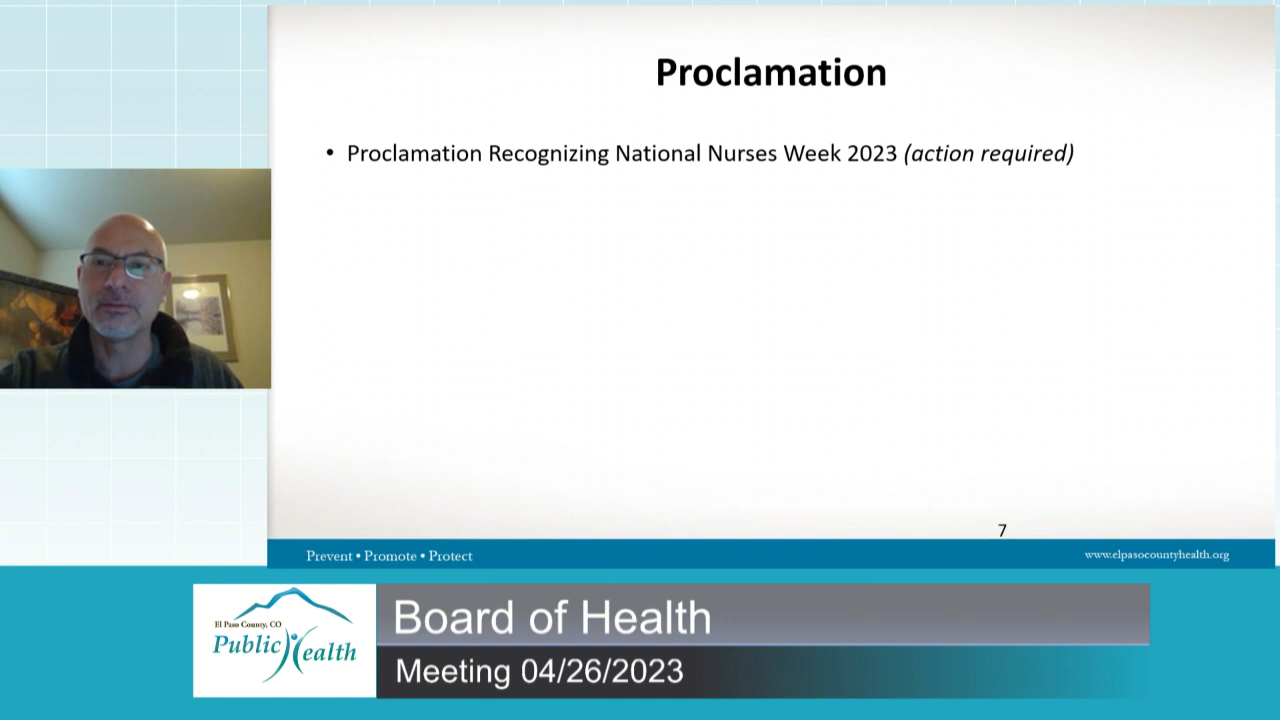 Proclamation
• Proclamation Recognizing National Nurses Week 2023 (action required)
7
Prevent • Promote • Protect
www.elpasocountyhealth.org
El Paso County, CO
Public Health
Board of Health
Meeting 04/26/2023